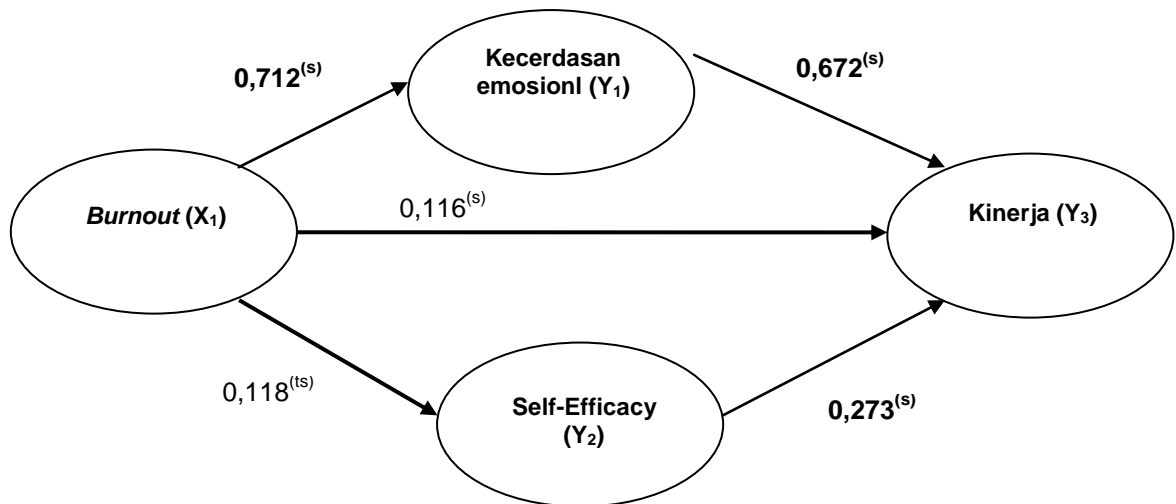 Kecerdasan
emosionl (Y₁)
0,712⁽ˢ⁾
0,672⁽ˢ⁾
Burnout (X₁)
0,116⁽ˢ⁾
Kinerja (Y₃)
0,118⁽ᵗˢ⁾
Self-Efficacy
(Y₂)
0,273⁽ˢ⁾